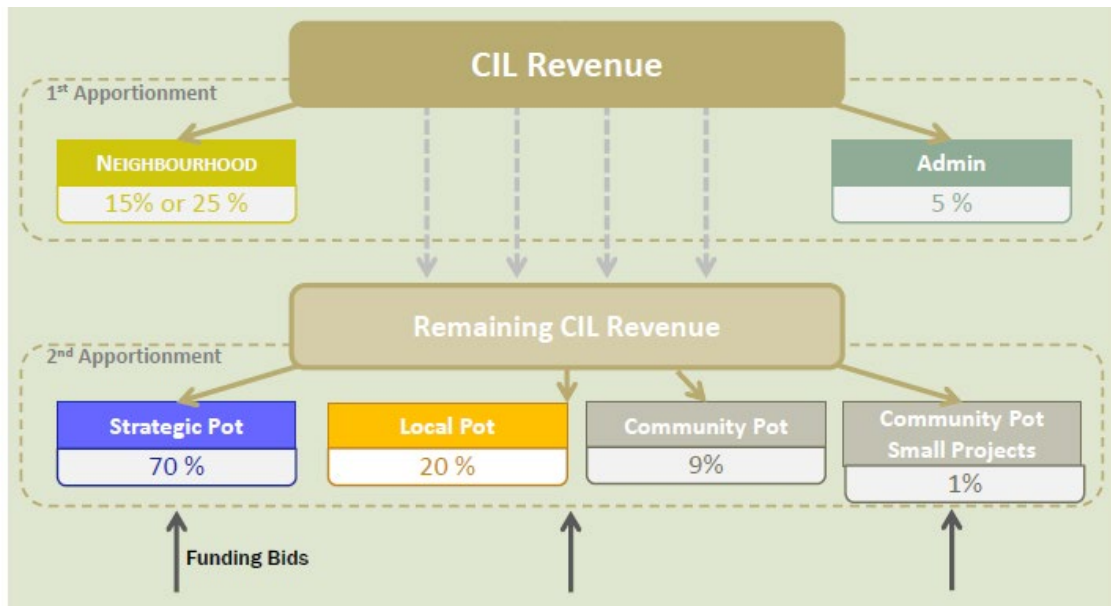 CIL Revenue
1st Apportionment
NEIGHBOURHOOD
15% or 25 %
Admin
5 %
Remaining CIL Revenue
2nd Apportionment
Strategic Pot
70 %
Local Pot
20 %
Community Pot
9%
Community Pot
Small Projects
1%
Funding Bids